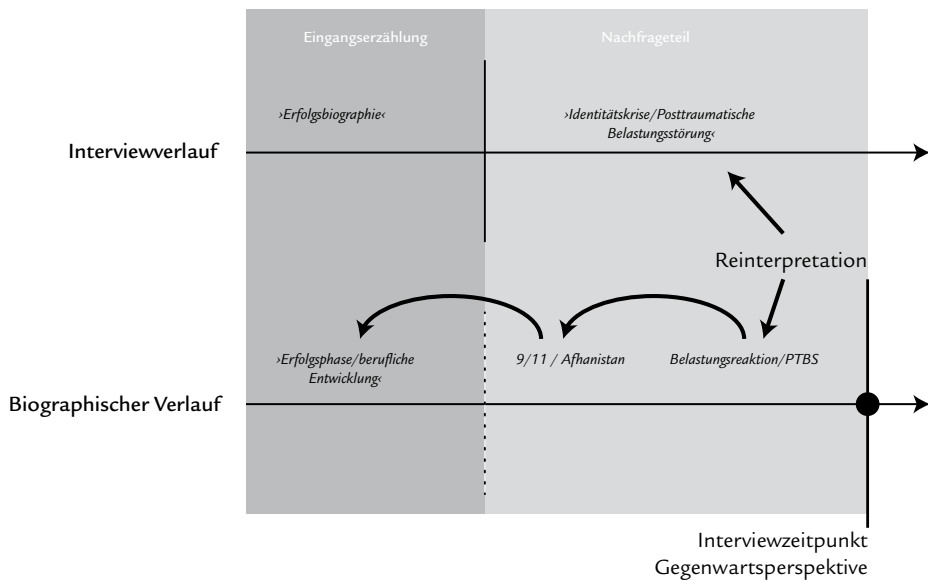 Eingangserzählung
Nachfrageteil
›Erfolgsbiographie‹
›Identitätskrise/Posttraumatische
Belastungsstörung‹
Interviewverlauf
Reinterpretation
›Erfolgsphase/berufliche
Entwicklung‹
9/11 / Afhanistan
Belastungsreaktion/PTBS
Biographischer Verlauf
Interviewzeitpunkt
Gegenwartsperspektive